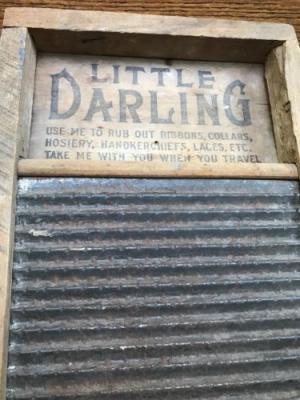 LITTLE
DARLING
USE ME TO RUB OUT RIBBONS, COLLARS,
HOSIERY, HANDKERCHIEFS, LACES, ETC.
TAKE ME WITH YOU WHEN YOU TRAVEL